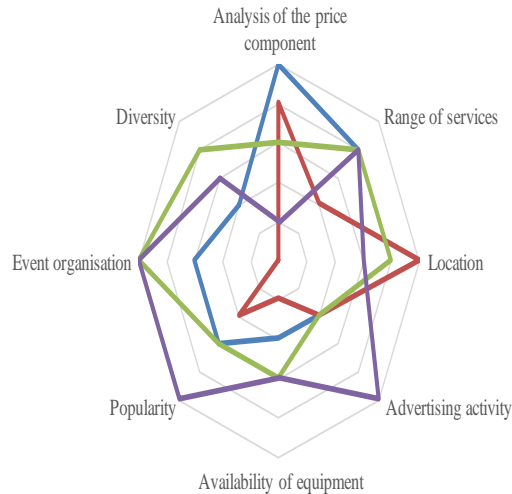 Analysis of the price
component
Diversity
Range of services
Event organisation
Location
Popularity
Advertising activity
Availability of equipment